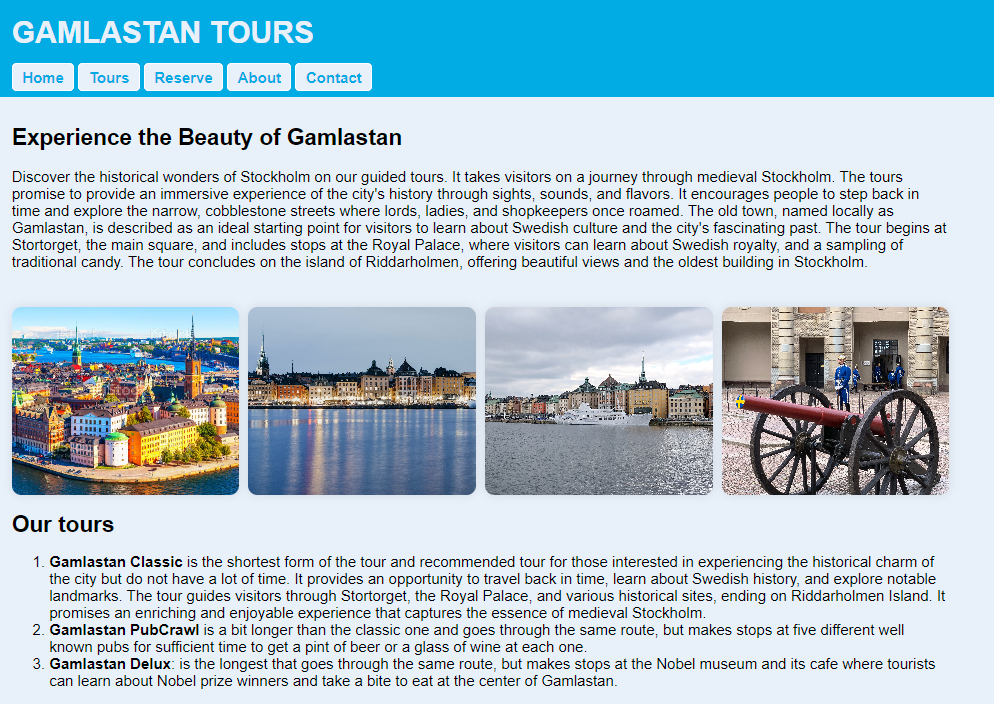 GAMLASTAN TOURS
Home Tours Reserve About Contact
Experience the Beauty of Gamlastan
Discover the historical wonders of Stockholm on our guided tours. It takes visitors on a journey through medieval Stockholm. The tours
promise to provide an immersive experience of the city's history through sights, sounds, and flavors. It encourages people to step back in
time and explore the narrow, cobblestone streets where lords, ladies, and shopkeepers once roamed. The old town, named locally as
Gamlastan, is described as an ideal starting point for visitors to learn about Swedish culture and the city's fascinating past. The tour begins at
Stortorget, the main square, and includes stops at the Royal Palace, where visitors can learn about Swedish royalty, and a sampling of
traditional candy. The tour concludes on the island of Riddarholmen, offering beautiful views and the oldest building in Stockholm.
Our tours
1. Gamlastan Classic is the shortest form of the tour and recommended tour for those interested in experiencing the historical charm of
the city but do not have a lot of time. It provides an opportunity to travel back in time, learn about Swedish history, and explore notable
landmarks. The tour guides visitors through Stortorget, the Royal Palace, and various historical sites, ending on Riddarholmen Island. It
promises an enriching and enjoyable experience that captures the essence of medieval Stockholm.
2. Gamlastan PubCrawl is a bit longer than the classic one and goes through the same route, but makes stops at five different well
known pubs for sufficient time to get a pint of beer or a glass of wine at each one.
3. Gamlastan Delux: is the longest that goes through the same route, but makes stops at the Nobel museum and its cafe where tourists
can learn about Nobel prize winners and take a bite to eat at the center of Gamlastan.